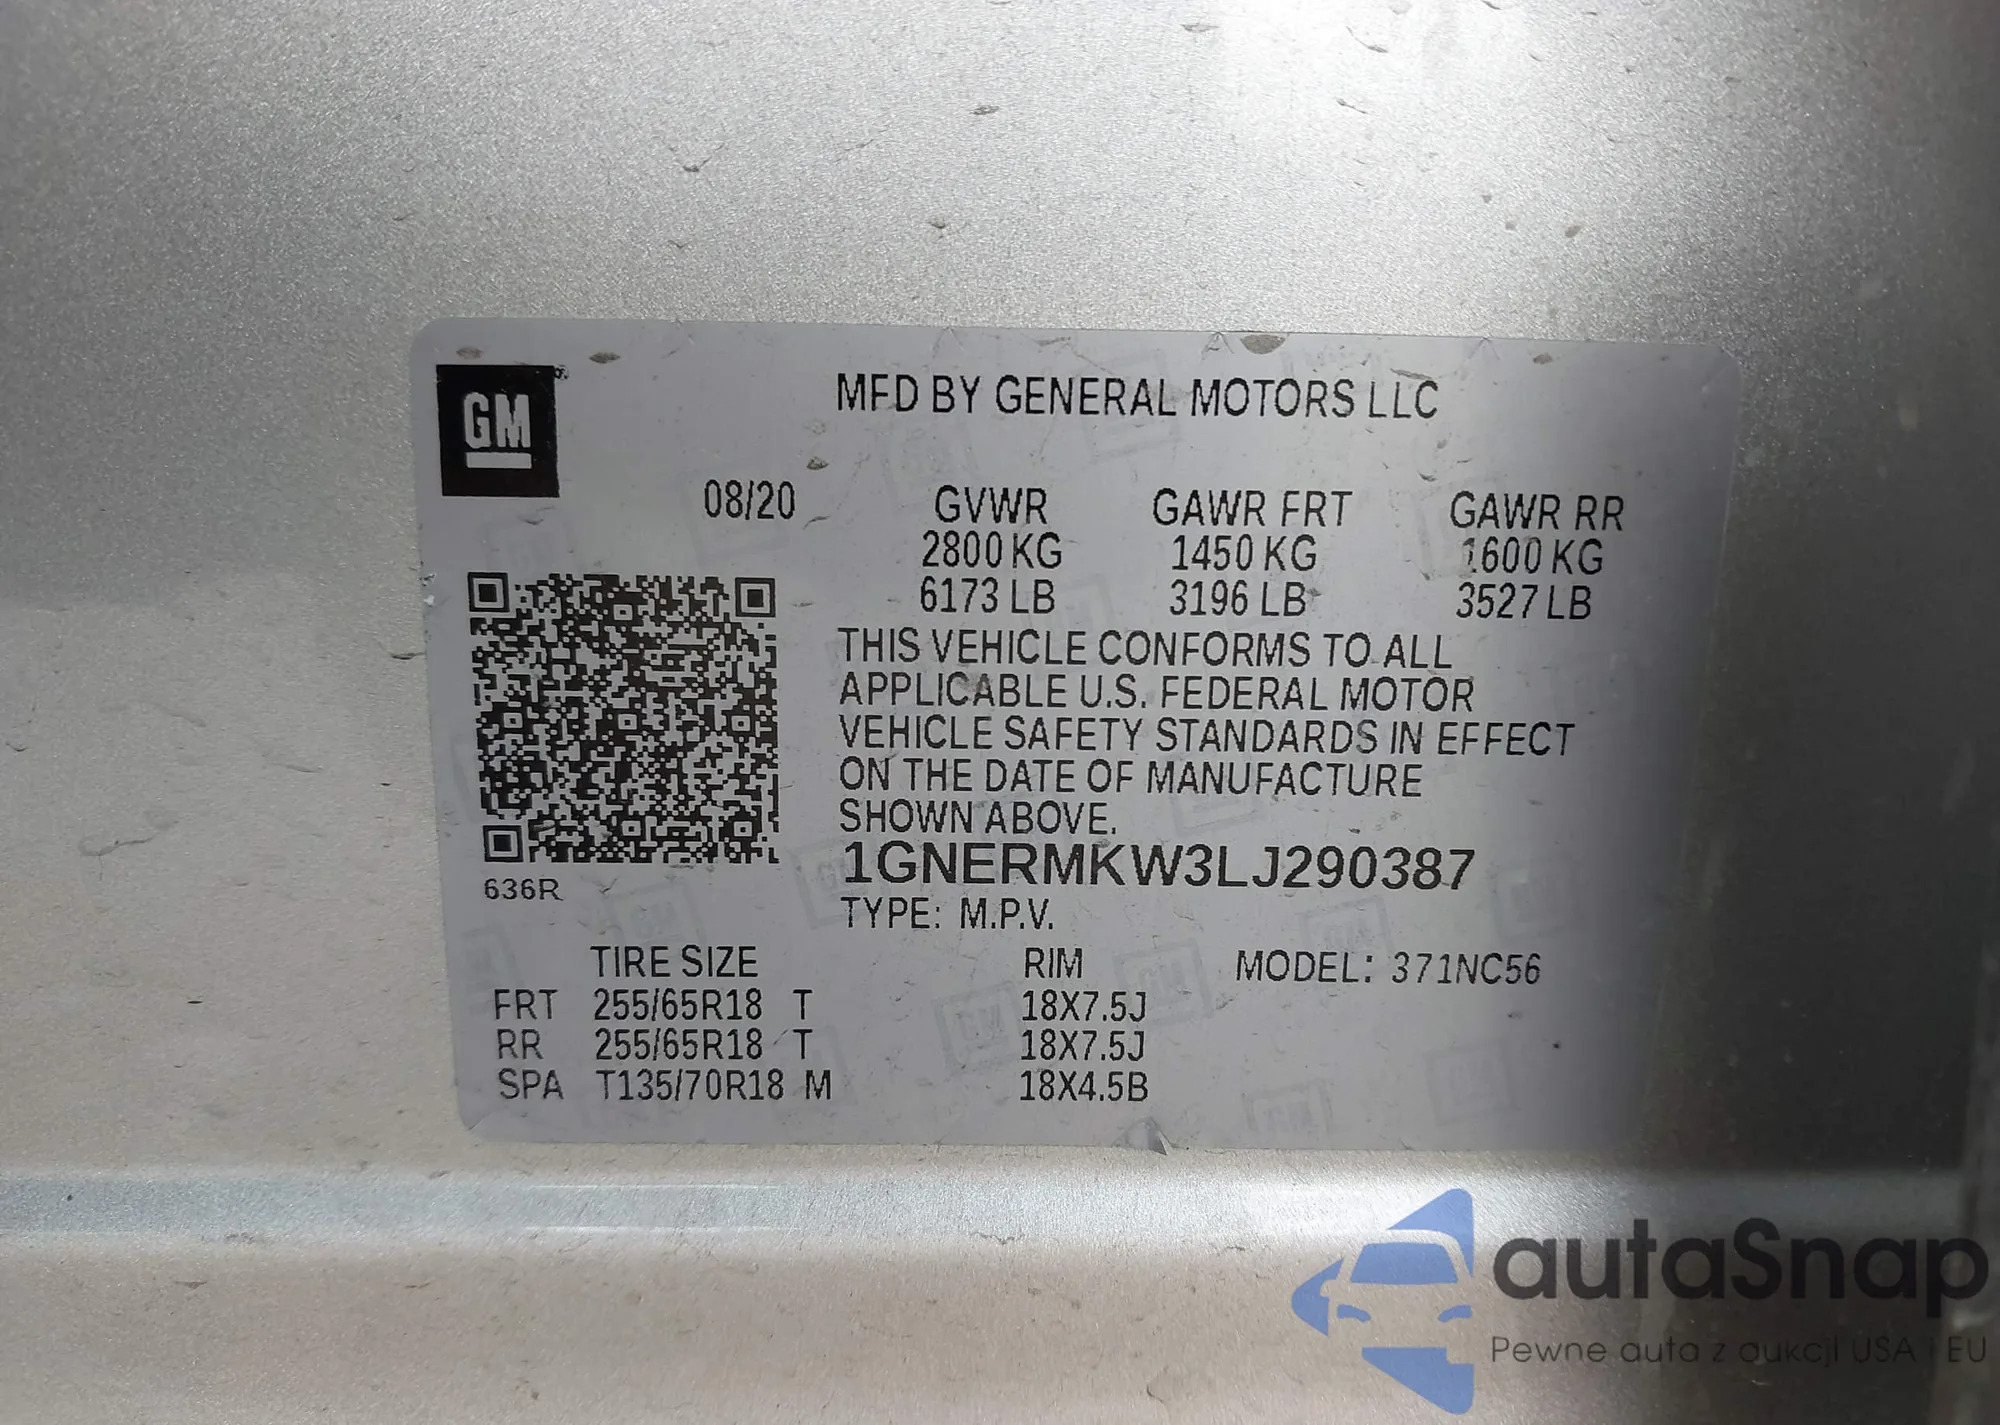 GM
MFD BY GENERAL MOTORS LLC
08/20 GVWR GAWR FRT GAWR RR
2800 KG 1450 KG 1600 KG
6173 LB 3196 LB 3527 LB
THIS VEHICLE CONFORMS TO ALL
APPLICABLE U.S. FEDERAL MOTOR
VEHICLE SAFETY STANDARDS IN EFFECT
ON THE DATE OF MANUFACTURE
SHOWN ABOVE.
1GNERMKW3LJ290387
636R
TYPE: M.P.V.
TIRE SIZE RIM MODEL: 371NC56
FRT 255/65R18 T 18X7.5J
RR 255/65R18 T 18X7.5J
SPA T135/70R18 M 18X4.5B
autaSnap
Pewne auta z aukcji USA i EU